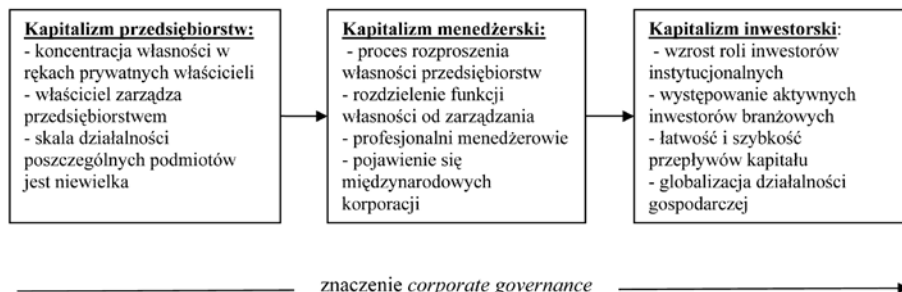 Kapitalizm przedsiębiorstw:
- koncentracja własności w
rękach prywatnych właścicieli
- właściciel zarządza
przedsiębiorstwem
- skala działalności
poszczególnych podmiotów
jest niewielka
Kapitalizm menedżerski:
- proces rozproszenia
własności przedsiębiorstw
- rozdzielenie funkcji
własności od zarządzania
- profesjonalni menedżerowie
- pojawienie się
międzynarodowych
korporacji
Kapitalizm inwestorski:
- wzrost roli inwestorów
instytucjonalnych
- występowanie aktywnych
inwestorów branżowych
- łatwość i szybkość
przepływów kapitału
- globalizacja działalności
gospodarczej
znaczenie corporate governance